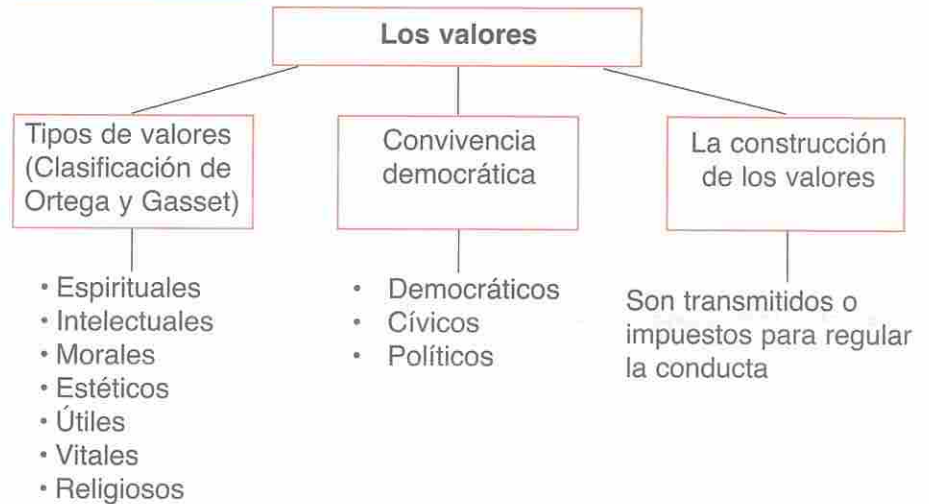 Los valores
Tipos de valores
(Clasificación de
Ortega y Gasset)
• Espirituales
• Intelectuales
• Morales
• Estéticos
• Útiles
• Vitales
• Religiosos
Convivencia
democrática
• Democráticos
• Cívicos
• Políticos
La construcción
de los valores
Son transmitidos o
impuestos para regular
la conducta